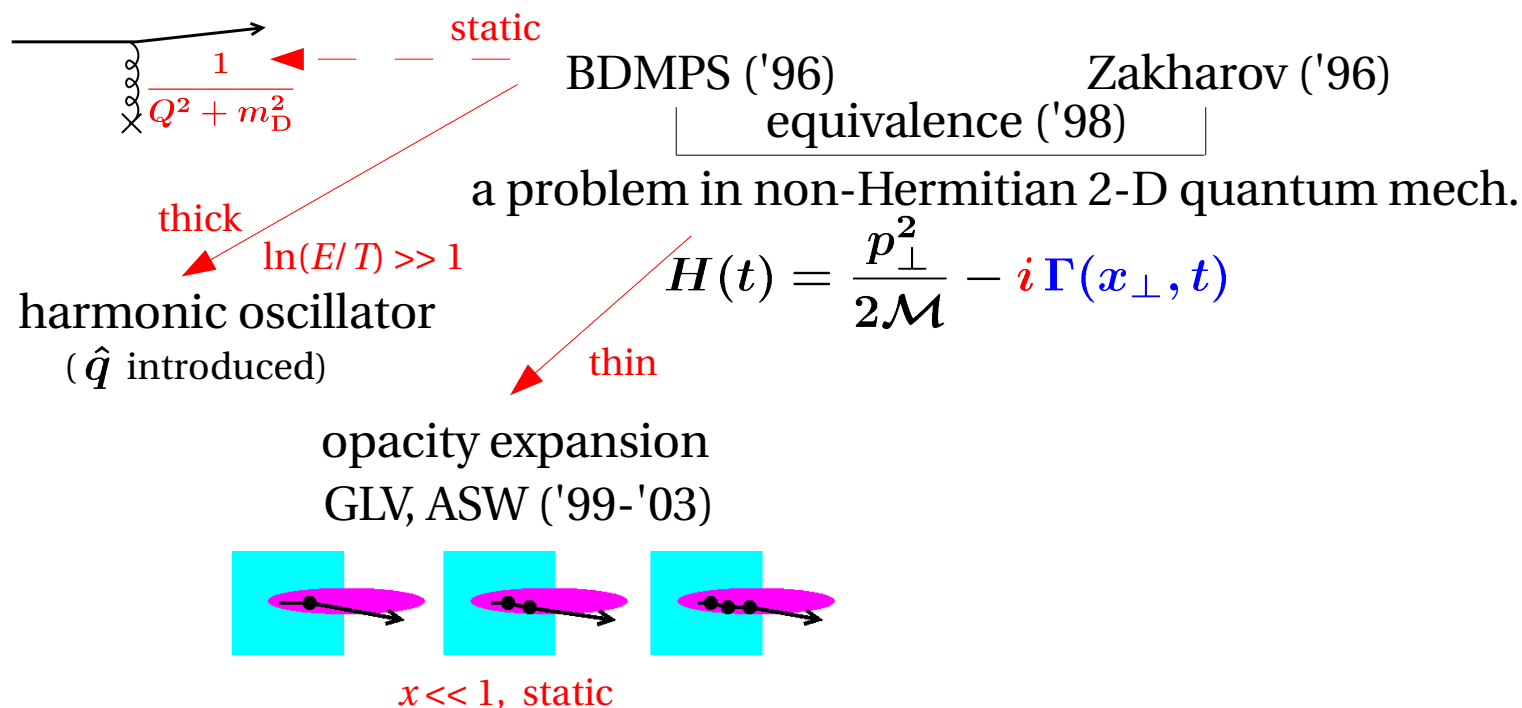 static
1
Q² + m_D²
BDMPS ('96)
Zakharov ('96)
equivalence ('98)
a problem in non-Hermitian 2-D quantum mech.
thick
ln(E/T) >> 1
H(t) = p_⊥²/2ℳ − i Γ(x_⊥, t)
harmonic oscillator
( q̂ introduced)
thin
opacity expansion
GLV, ASW ('99-'03)
x << 1, static